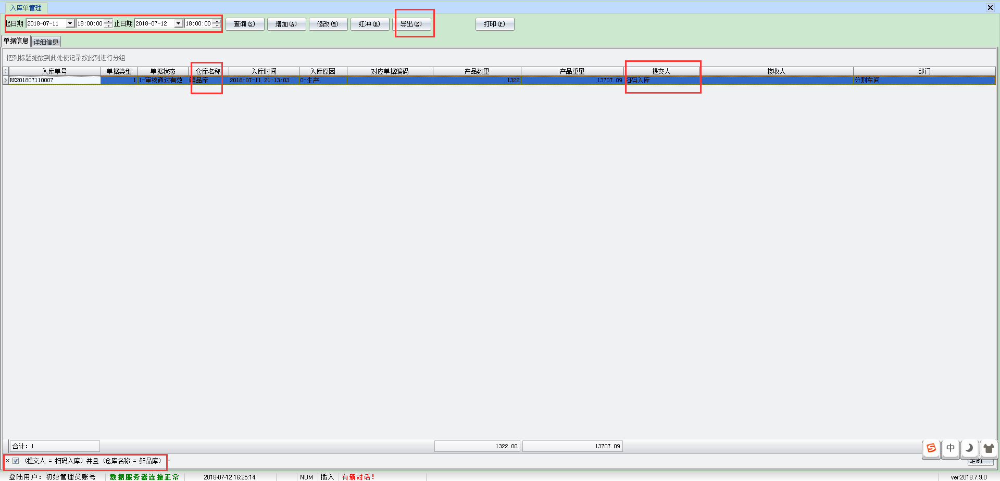 入库单管理
起日期 2018-07-11 18:00:00 止日期 2018-07-12 18:00:00 查询(S) 增加(A) 修改(M) 红冲(R) 导出(E) 打印(P)
单据信息 详细信息
把列标题拖放到此处使记录按此列进行分组
入库单号 单据类型 单据状态 仓库名称 入库时间 入库原因 对应单据编码 产品数量 产品重量 提交人 接收人 部门
RK201807110007 1 1-审核通过有效 鲜品库 2018-07-11 21:13:03 0-生产 1322 13707.09 扫码入库 分割车间
合计：1 1322.00 13707.09
中
(提交人 = 扫码入库) 并且 (仓库名称 = 鲜品库)
定制...
登陆用户：初始管理员账号 数据服务器连接正常 2018-07-12 16:25:14 NUM 插入 有新对话！ ver:2018.7.9.0